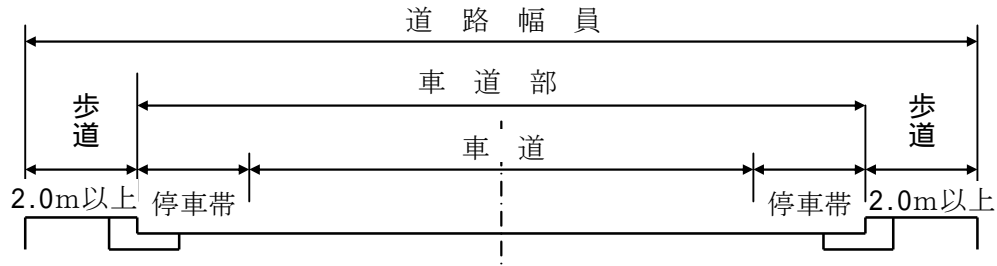 道路幅員
車道部
歩道
歩道
車道
2.0m以上
停車帯
停車帯
2.0m以上